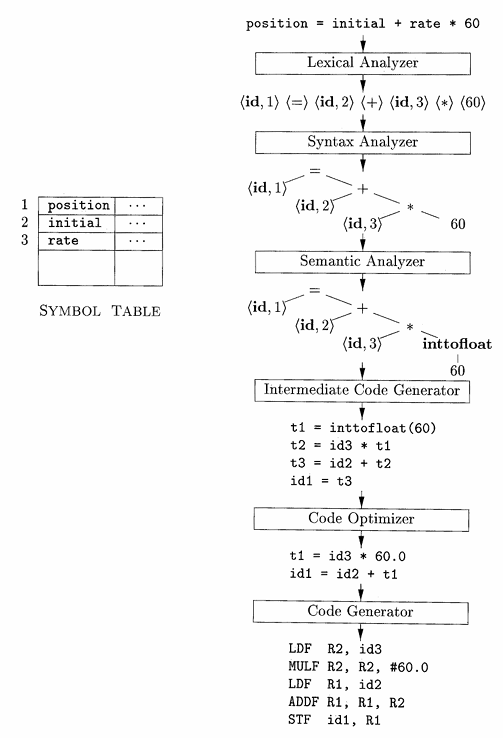 position = initial + rate * 60
Lexical Analyzer
⟨id, 1⟩ ⟨=⟩ ⟨id, 2⟩ ⟨+⟩ ⟨id, 3⟩ ⟨*⟩ ⟨60⟩
Syntax Analyzer
=
⟨id, 1⟩ +
⟨id, 2⟩ *
⟨id, 3⟩ 60
1 position ···
2 initial ···
3 rate ···
SYMBOL TABLE
Semantic Analyzer
=
⟨id, 1⟩ +
⟨id, 2⟩ *
⟨id, 3⟩ inttofloat
60
Intermediate Code Generator
t1 = inttofloat(60)
t2 = id3 * t1
t3 = id2 + t2
id1 = t3
Code Optimizer
t1 = id3 * 60.0
id1 = id2 + t1
Code Generator
LDF R2, id3
MULF R2, R2, #60.0
LDF R1, id2
ADDF R1, R1, R2
STF id1, R1